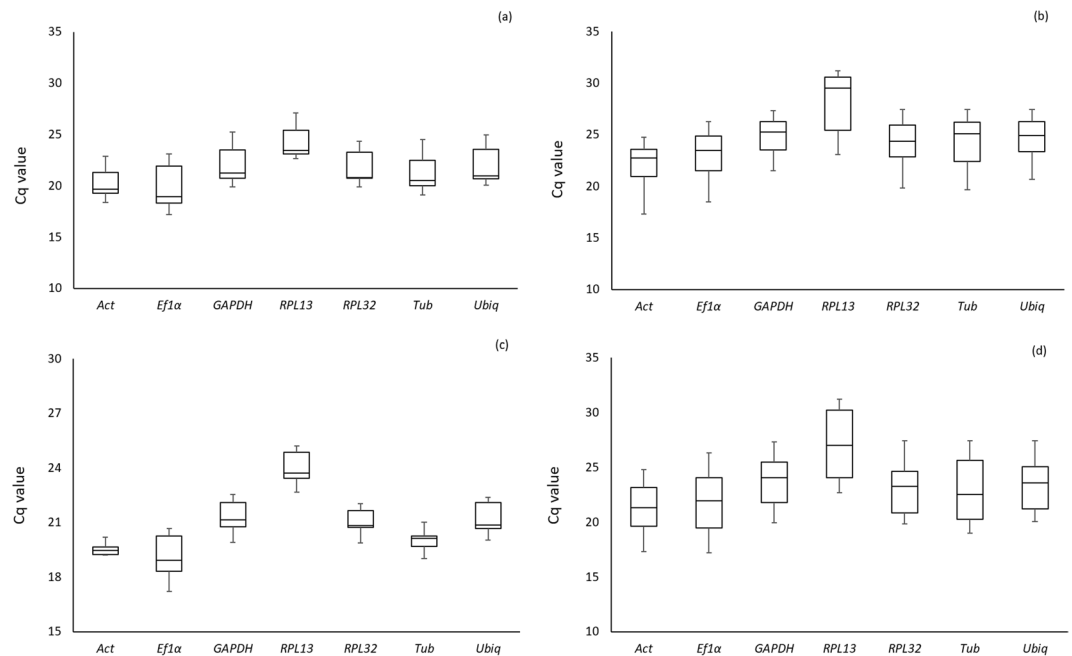 (a)
Cq value
35
30
25
20
15
10
Act Ef1α GAPDH RPL13 RPL32 Tub Ubiq
(b)
Cq value
35
30
25
20
15
10
Act Ef1α GAPDH RPL13 RPL32 Tub Ubiq
(c)
Cq value
30
27
24
21
18
15
Act Ef1α GAPDH RPL13 RPL32 Tub Ubiq
(d)
Cq value
35
30
25
20
15
10
Act Ef1α GAPDH RPL13 RPL32 Tub Ubiq